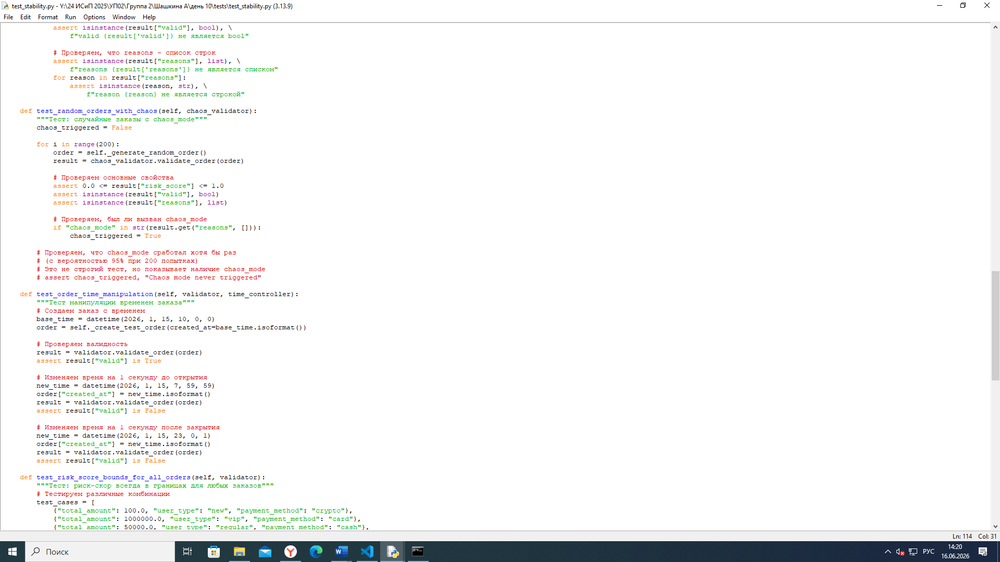 test_stability.py - Y:\24 ИСиП 2025\УП02\Группа 2\Шашкина А\день 10\tests\test_stability.py (3.13.9)
File Edit Format Run Options Window Help
            assert isinstance(result["valid"], bool), \
                f"valid {result['valid']} не является bool"

            # Проверяем, что reasons - список строк
            assert isinstance(result["reasons"], list), \
                f"reasons {result['reasons']} не является списком"
            for reason in result["reasons"]:
                assert isinstance(reason, str), \
                    f"reason {reason} не является строкой"

    def test_random_orders_with_chaos(self, chaos_validator):
        """Тест: случайные заказы с chaos_mode"""
        chaos_triggered = False

        for i in range(200):
            order = self._generate_random_order()
            result = chaos_validator.validate_order(order)

            # Проверяем основные свойства
            assert 0.0 <= result["risk_score"] <= 1.0
            assert isinstance(result["valid"], bool)
            assert isinstance(result["reasons"], list)

            # Проверяем, был ли вызван chaos_mode
            if "chaos_mode" in str(result.get("reasons", [])):
                chaos_triggered = True

        # Проверяем, что chaos_mode сработал хотя бы раз
        # (с вероятностью 95% при 200 попытках)
        # Это не строгий тест, но показывает наличие chaos_mode
        # assert chaos_triggered, "Chaos mode never triggered"

    def test_order_time_manipulation(self, validator, time_controller):
        """Тест манипуляции временем заказа"""
        # Создаем заказ с временем
        base_time = datetime(2026, 1, 15, 10, 0, 0)
        order = self._create_test_order(created_at=base_time.isoformat())

        # Проверяем валидность
        result = validator.validate_order(order)
        assert result["valid"] is True

        # Изменяем время на 1 секунду до открытия
        new_time = datetime(2026, 1, 15, 7, 59, 59)
        order["created_at"] = new_time.isoformat()
        result = validator.validate_order(order)
        assert result["valid"] is False

        # Изменяем время на 1 секунду после закрытия
        new_time = datetime(2026, 1, 15, 23, 0, 1)
        order["created_at"] = new_time.isoformat()
        result = validator.validate_order(order)
        assert result["valid"] is False

    def test_risk_score_bounds_for_all_orders(self, validator):
        """Тест: риск-скор всегда в границах для любых заказов"""
        # Тестируем различные комбинации
        test_cases = [
            {"total_amount": 100.0, "user_type": "new", "payment_method": "crypto"},
            {"total_amount": 1000000.0, "user_type": "vip", "payment_method": "card"},
            {"total_amount": 50000.0, "user_type": "regular", "payment_method": "cash"},
Ln: 114 Col: 31
Поиск
РУС
14:20
16.06.2026